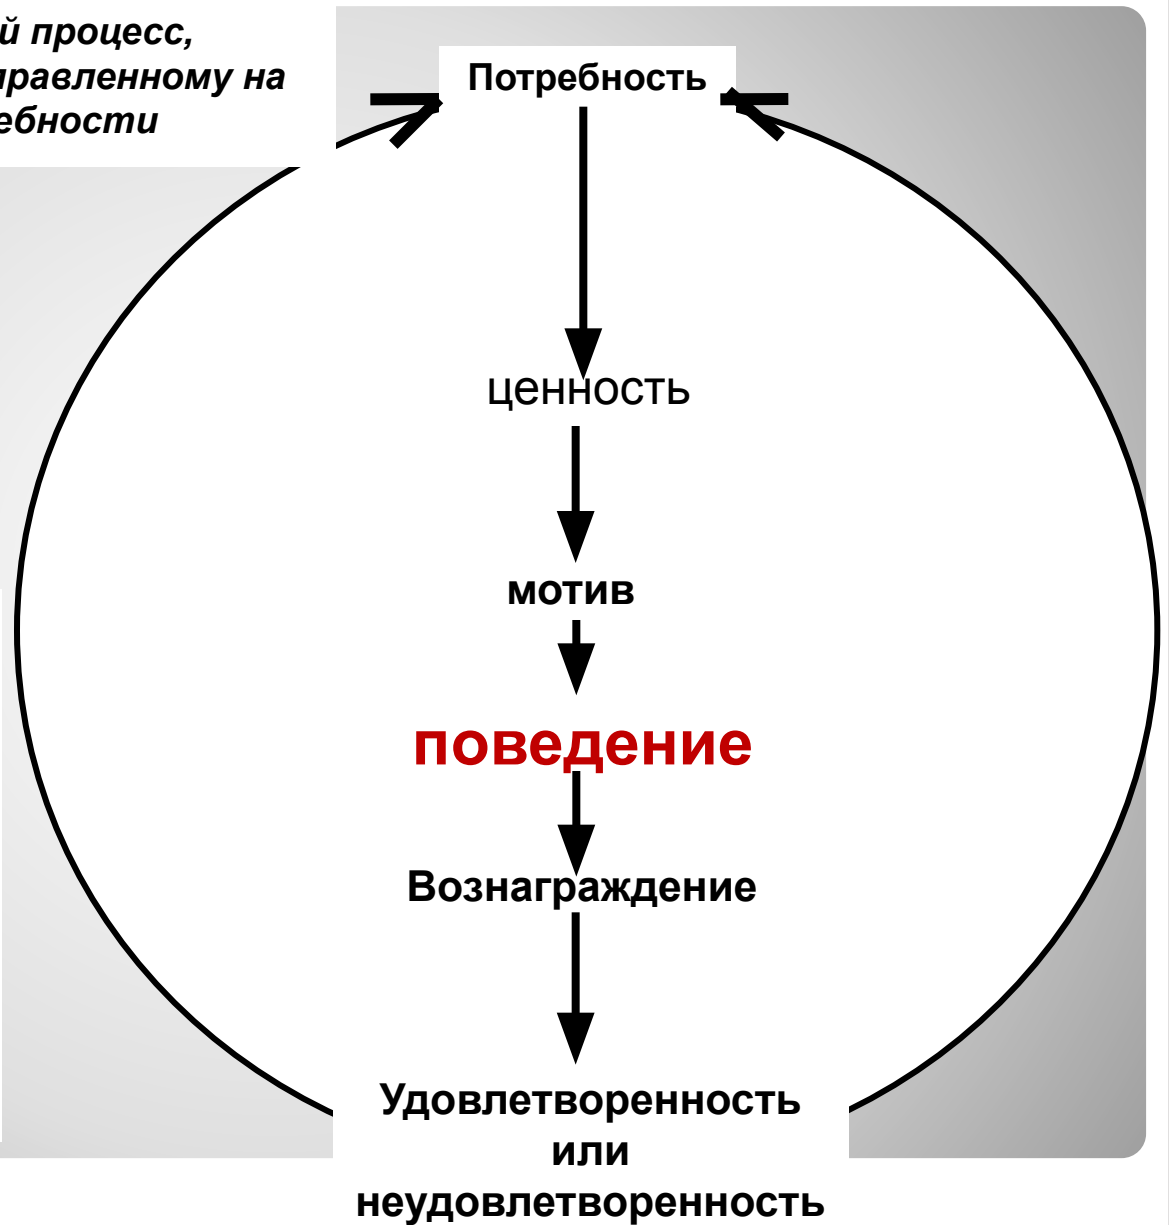 й процесс,
правленному на
ебности
Потребность
ценность
мотив
поведение
Вознаграждение
Удовлетворенность
или
неудовлетворенность